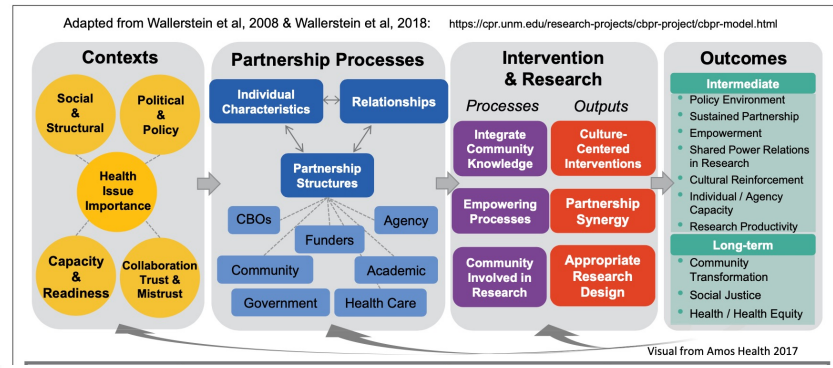 Adapted from Wallerstein et al, 2008 & Wallerstein et al, 2018: https://cpr.unm.edu/research-projects/cbpr-project/cbpr-model.html
Contexts
Social
&
Structural
Political
&
Policy
Health
Issue
Importance
Capacity
&
Readiness
Collaboration
Trust &
Mistrust
Partnership Processes
Individual
Characteristics
Relationships
Partnership
Structures
CBOs
Agency
Funders
Community
Academic
Government
Health Care
Intervention
& Research
Processes
Outputs
Integrate
Community
Knowledge
Culture-
Centered
Interventions
Empowering
Processes
Partnership
Synergy
Community
Involved in
Research
Appropriate
Research
Design
Outcomes
Intermediate
• Policy Environment
• Sustained Partnership
• Empowerment
• Shared Power Relations
in Research
• Cultural Reinforcement
• Individual / Agency
Capacity
• Research Productivity
Long-term
• Community
Transformation
• Social Justice
• Health / Health Equity
Visual from Amos Health 2017